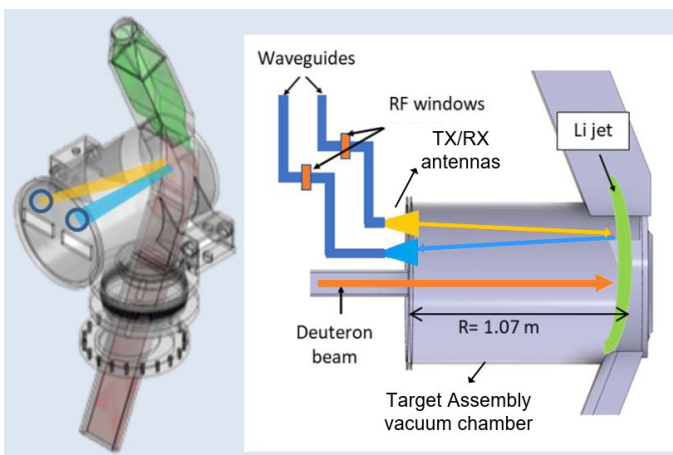 Waveguides
RF windows
TX/RX
antennas
Li jet
Deuteron
beam
R= 1.07 m
Target Assembly
vacuum chamber